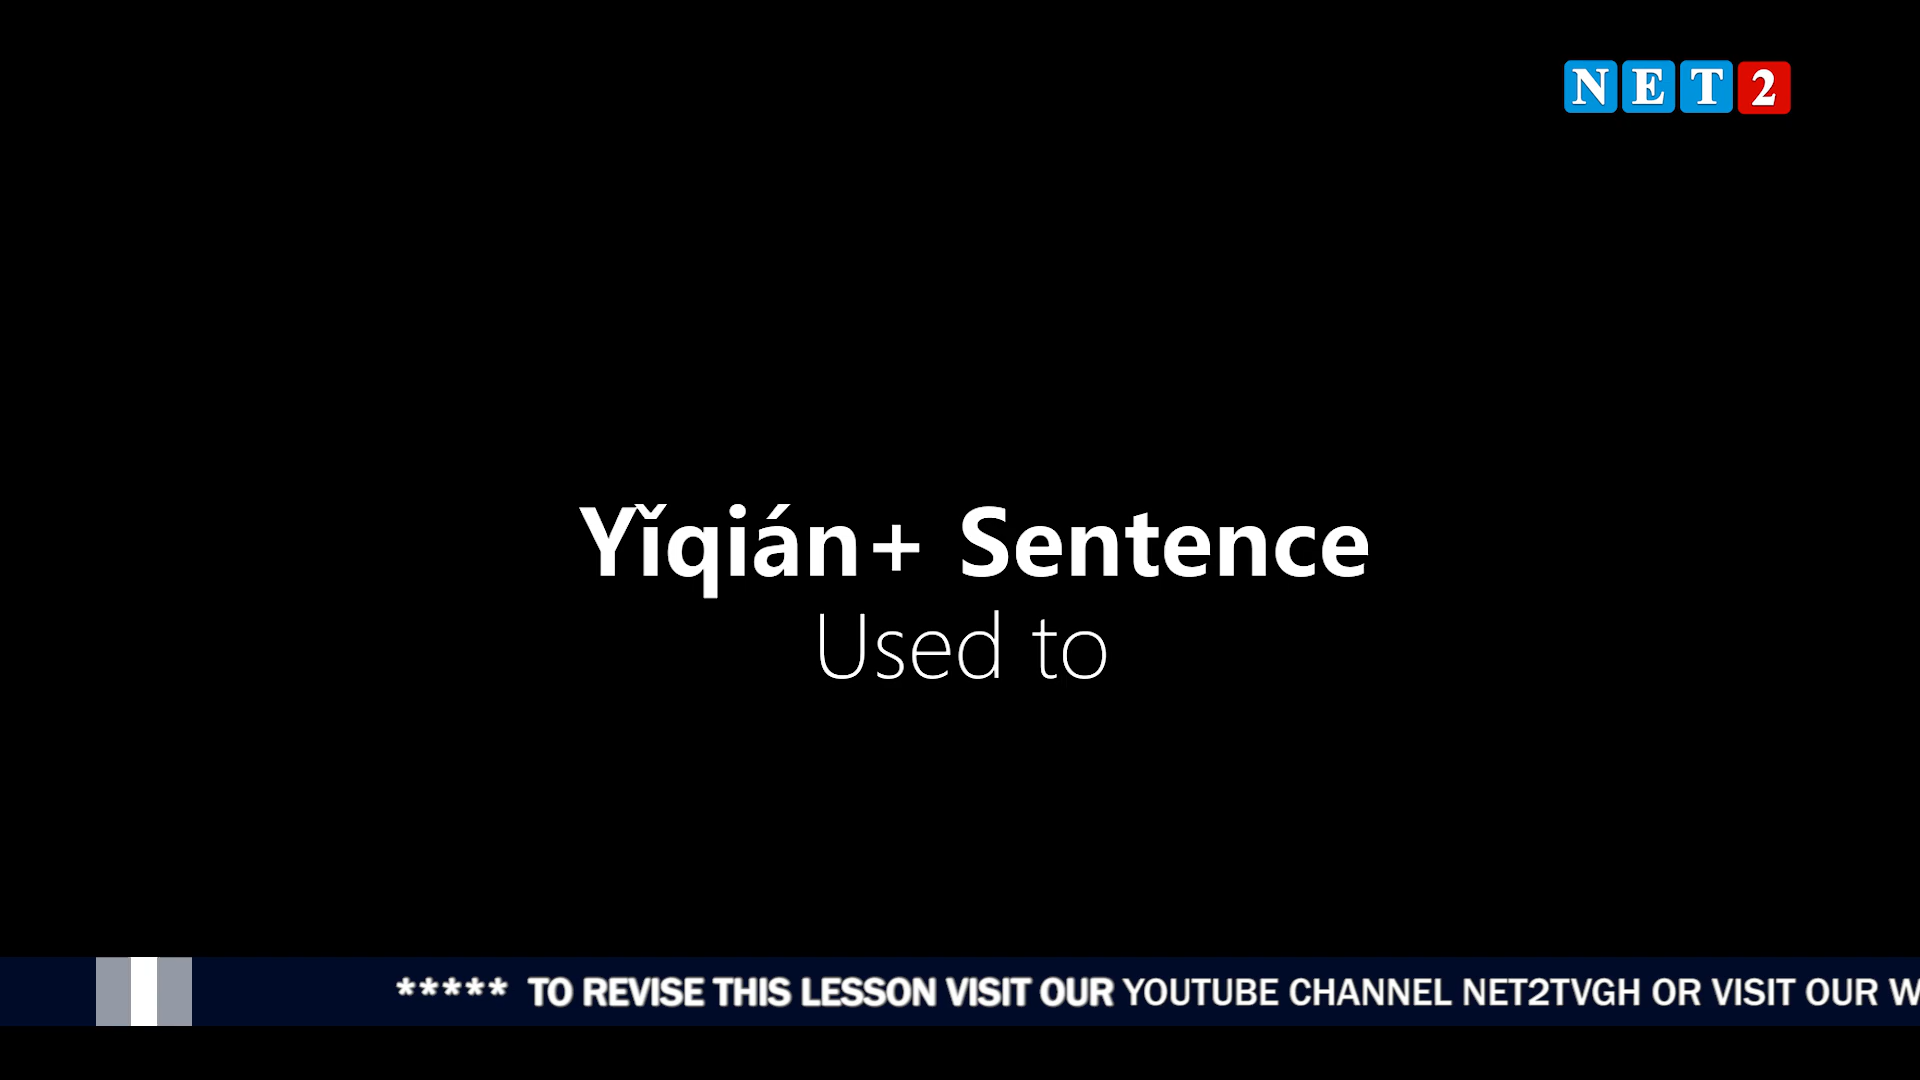 NET2
Yǐqián+ Sentence
Used to
***** TO REVISE THIS LESSON VISIT OUR YOUTUBE CHANNEL NET2TVGH OR VISIT OUR W